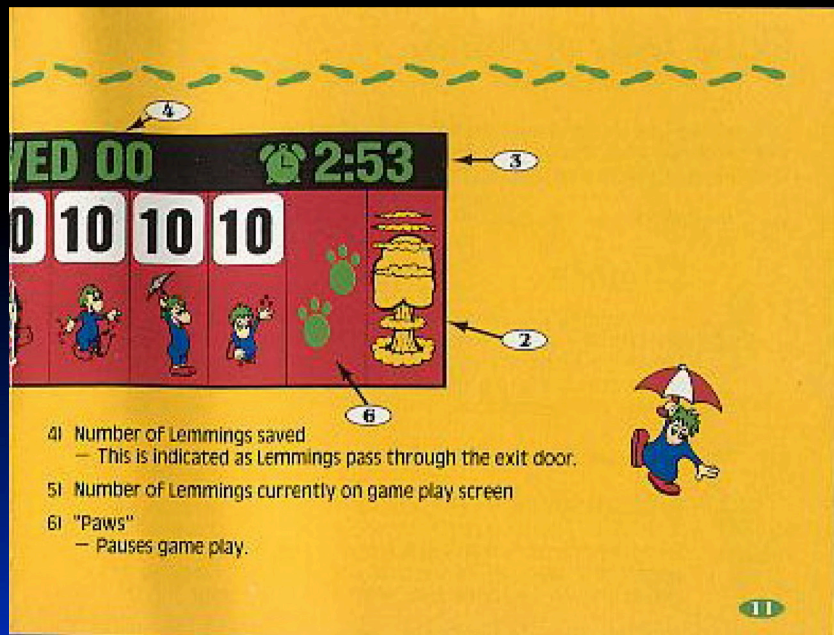 4
VED 00 2:53
3
0 10 10 10
2
6
4) Number of Lemmings saved
— This is indicated as Lemmings pass through the exit door.
5) Number of Lemmings currently on game play screen
6) "Paws"
— Pauses game play.
11